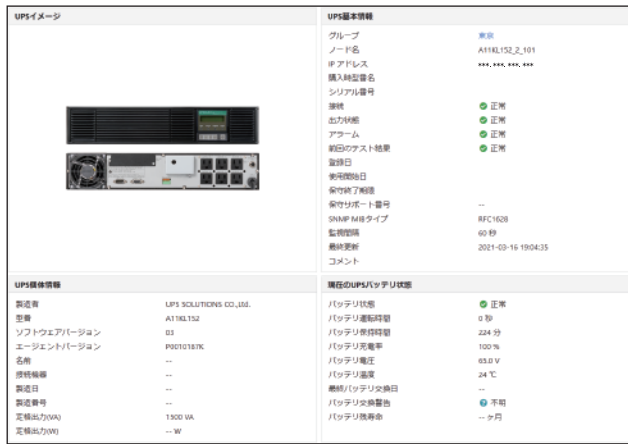 UPSイメージ
UPS基本情報
グループ 東京
ノード名 A11KL152_2_101
IP アドレス ***.***.***.***
購入時型番名
シリアル番号
接続 正常
出力状態 正常
アラーム 正常
前回のテスト結果 正常
登録日
使用開始日
保守終了期限
保守サポート番号 --
SNMP MIBタイプ RFC1628
監視間隔 60 秒
最終更新 2021-03-16 19:04:35
コメント
UPS個体情報
製造者 UPS SOLUTIONS CO.,Ltd.
型番 A11KL152
ソフトウエアバージョン 03
エージェントバージョン P0010187K
名前 --
接続機器 --
製造日 --
製造番号 --
定格出力(VA) 1500 VA
定格出力(W) -- W
現在のUPSバッテリ状態
バッテリ状態 正常
バッテリ運転時間 0 秒
バッテリ保持時間 224 分
バッテリ充電率 100 %
バッテリ電圧 65.0 V
バッテリ温度 24 ℃
最終バッテリ交換日 --
バッテリ交換警告 不明
バッテリ残寿命 -- ヶ月